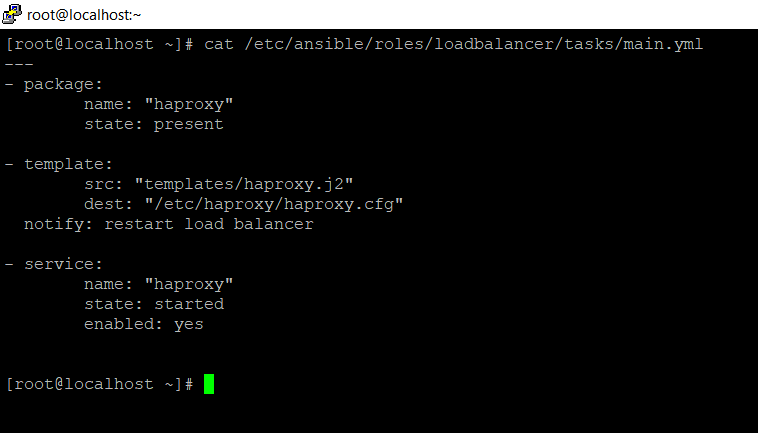 root@localhost:~
[root@localhost ~]# cat /etc/ansible/roles/loadbalancer/tasks/main.yml
---
- package:
        name: "haproxy"
        state: present
- template:
        src: "templates/haproxy.j2"
        dest: "/etc/haproxy/haproxy.cfg"
  notify: restart load balancer
- service:
        name: "haproxy"
        state: started
        enabled: yes
[root@localhost ~]#